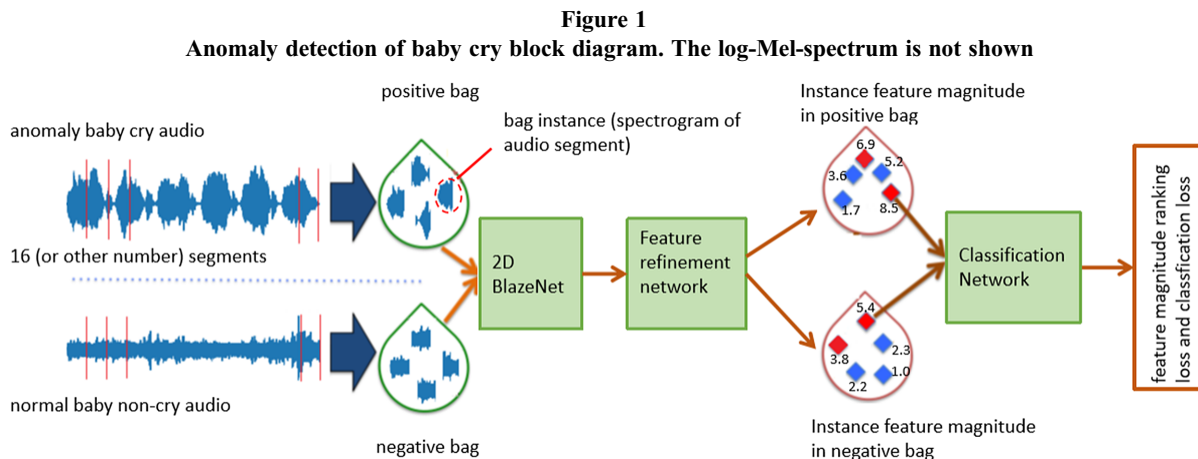 Figure 1
Anomaly detection of baby cry block diagram. The log-Mel-spectrum is not shown
positive bag
anomaly baby cry audio
bag instance (spectrogram of
audio segment)
16 (or other number) segments
normal baby non-cry audio
negative bag
2D
BlazeNet
Feature
refinement
network
Instance feature magnitude
in positive bag
6.9
5.2
3.6
1.7
8.5
5.4
3.8
2.3
2.2
1.0
Instance feature magnitude
in negative bag
Classification
Network
feature magnitude ranking
loss and classfication loss